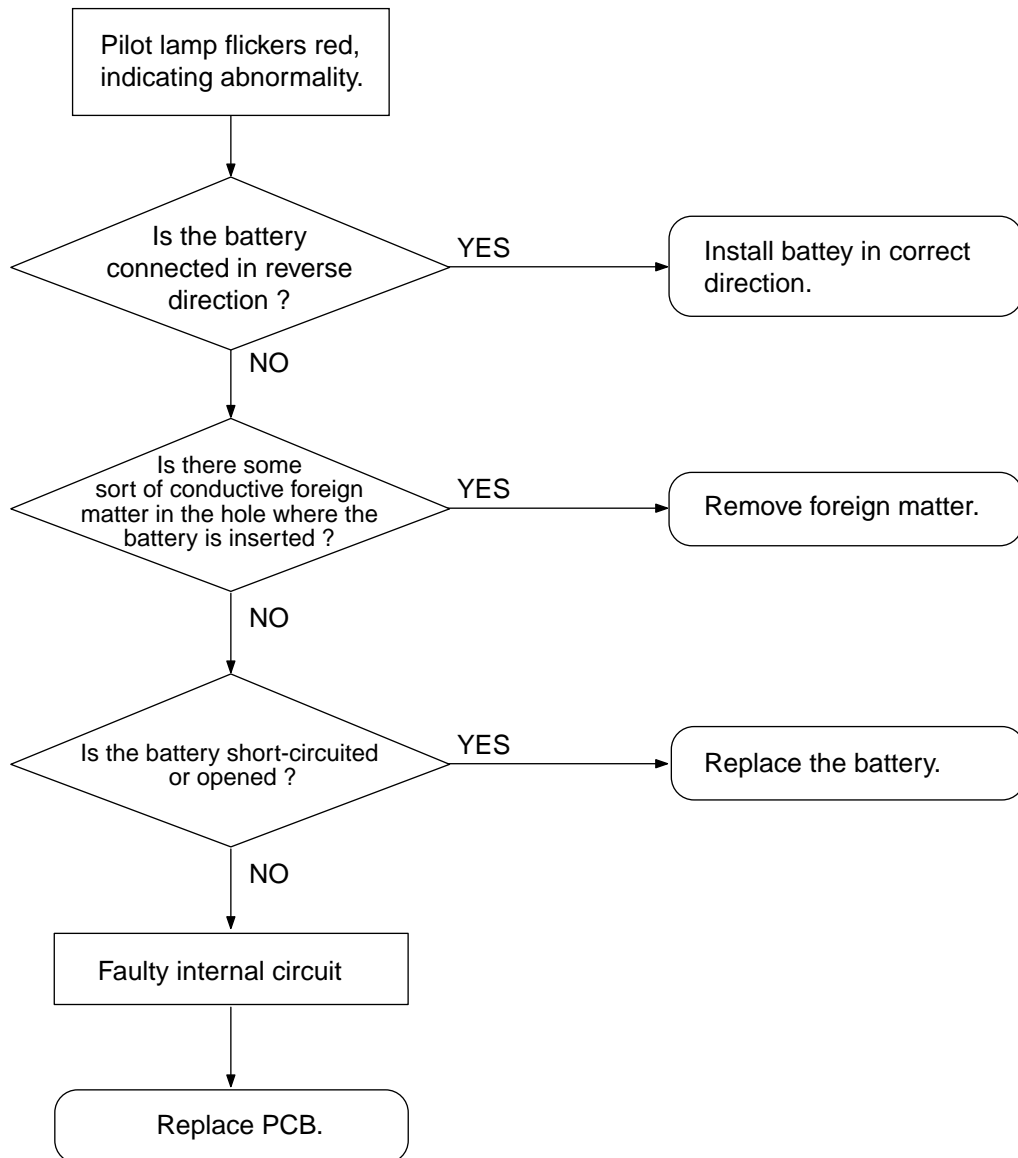 Pilot lamp flickers red,
indicating abnormality.
Is the battery
connected in reverse
direction ?
YES
Install battey in correct
direction.
NO
Is there some
sort of conductive foreign
matter in the hole where the
battery is inserted ?
YES
Remove foreign matter.
NO
Is the battery short-circuited
or opened ?
YES
Replace the battery.
NO
Faulty internal circuit
Replace PCB.